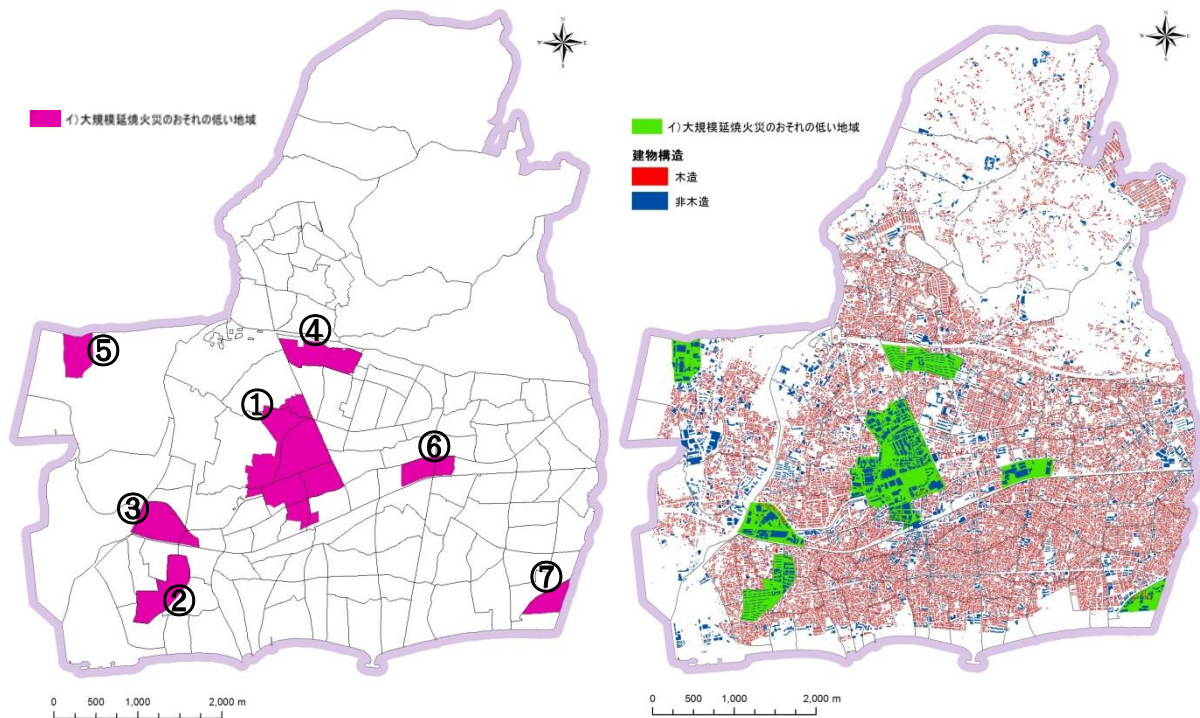 N
W E
S
イ)大規模延焼火災のおそれの低い地域
④
⑤
①
⑥
③
⑦
②
0 500 1,000 2,000 m
N
W E
S
イ)大規模延焼火災のおそれの低い地域
建物構造
木造
非木造
0 500 1,000 2,000 m